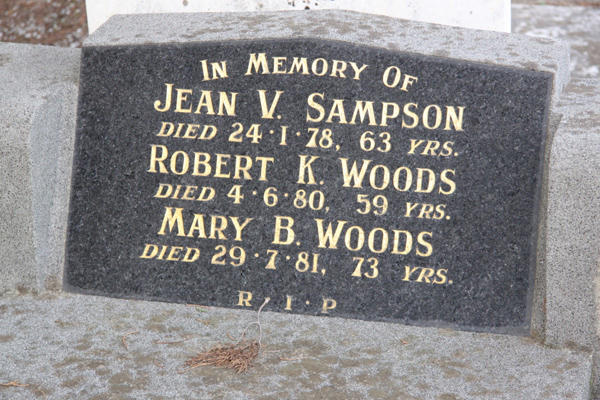 In Memory Of
Jean V. Sampson
died 24·1·78, 63 yrs.
Robert K. Woods
died 4·6·80, 59 yrs.
Mary B. Woods
died 29·7·81, 73 yrs.
R·I·P